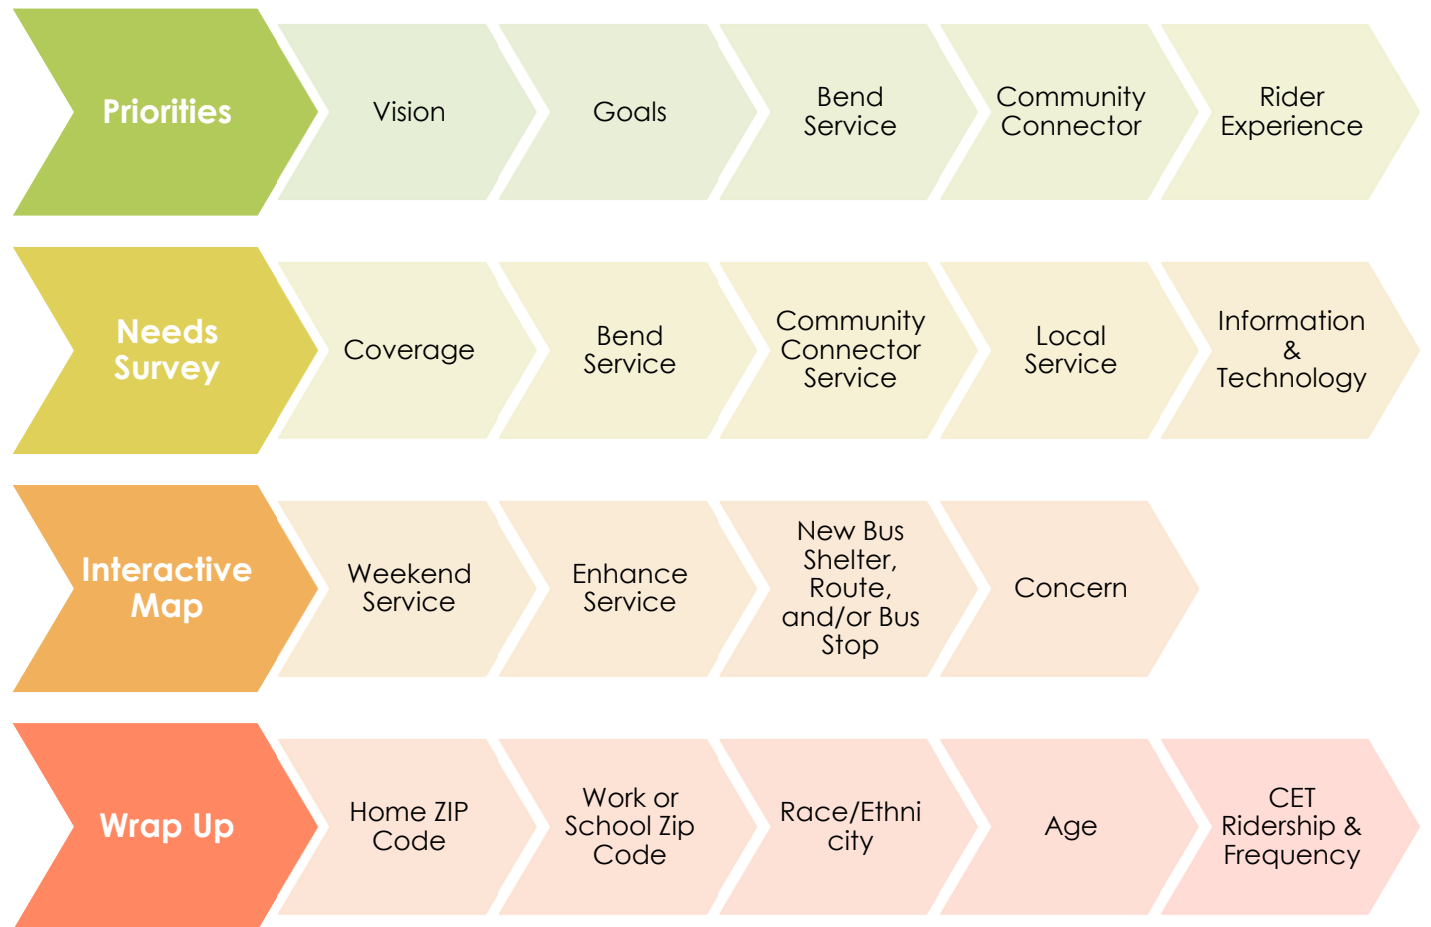 Priorities
Vision
Goals
Bend
Service
Community
Connector
Rider
Experience
Needs
Survey
Coverage
Bend
Service
Community
Connector
Service
Local
Service
Information
&
Technology
Interactive
Map
Weekend
Service
Enhance
Service
New Bus
Shelter,
Route,
and/or Bus
Stop
Concern
Wrap Up
Home ZIP
Code
Work or
School Zip
Code
Race/Ethni
city
Age
CET
Ridership &
Frequency